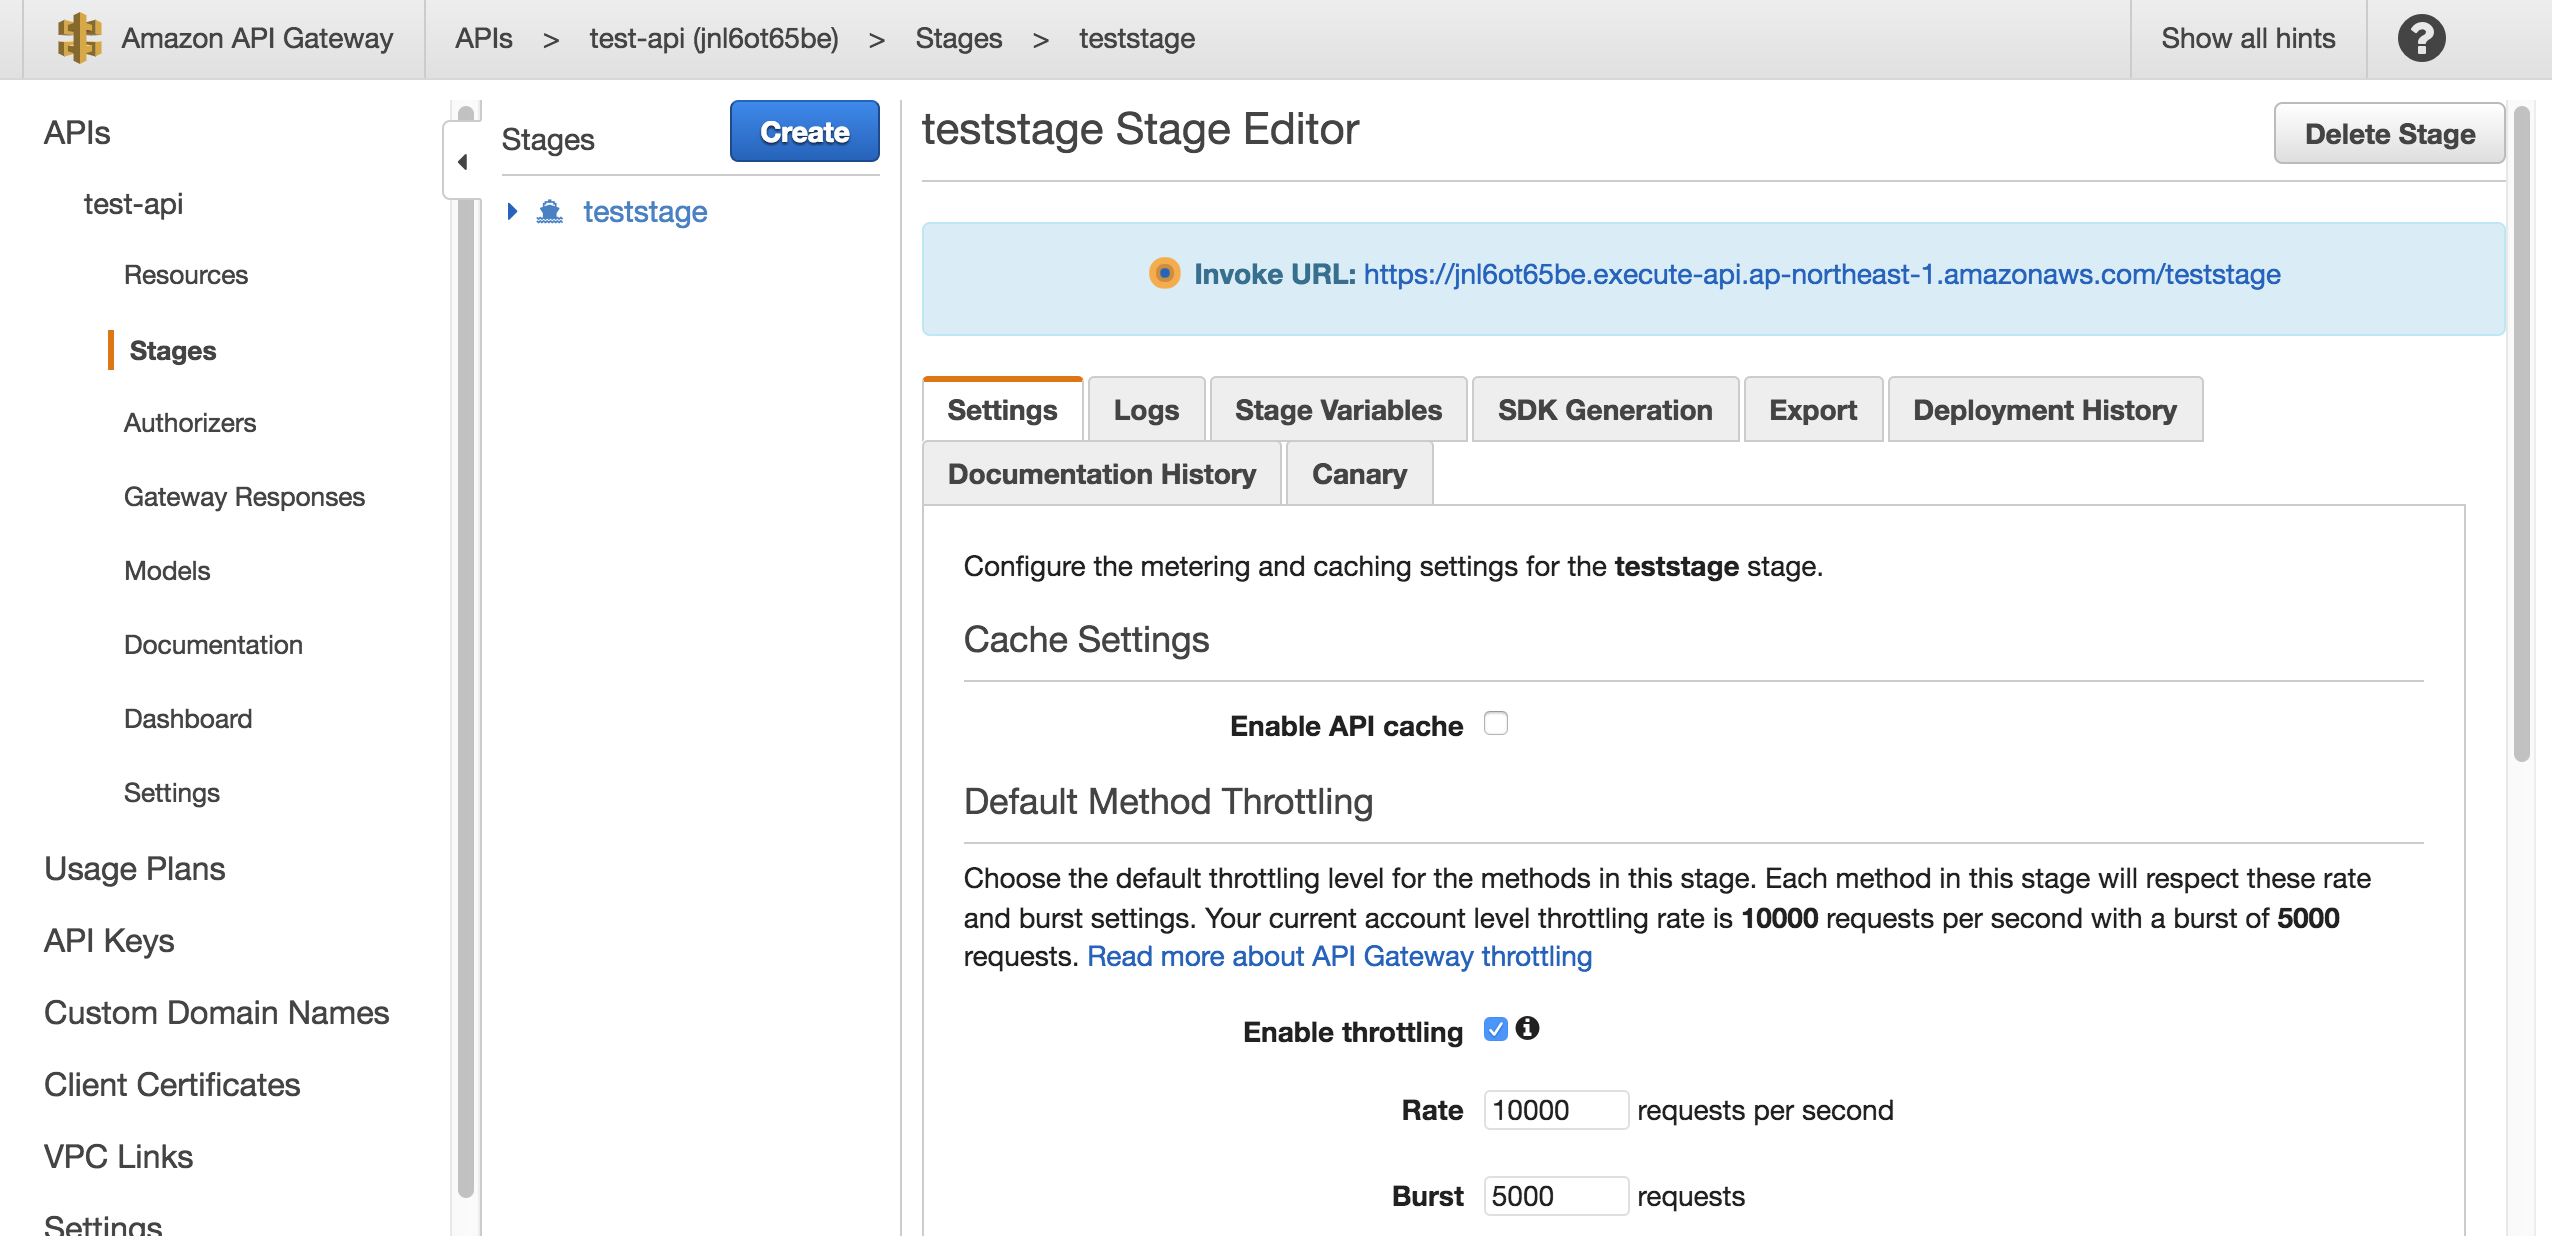 Amazon API Gateway
APIs > test-api (jnl6ot65be) > Stages > teststage
Show all hints
?
APIs
test-api
Resources
Stages
Authorizers
Gateway Responses
Models
Documentation
Dashboard
Settings
Usage Plans
API Keys
Custom Domain Names
Client Certificates
VPC Links
Settings
Stages
Create
teststage
teststage Stage Editor
Delete Stage
Invoke URL: https://jnl6ot65be.execute-api.ap-northeast-1.amazonaws.com/teststage
Settings Logs Stage Variables SDK Generation Export Deployment History
Documentation History Canary
Configure the metering and caching settings for the teststage stage.
Cache Settings
Enable API cache
Default Method Throttling
Choose the default throttling level for the methods in this stage. Each method in this stage will respect these rate
and burst settings. Your current account level throttling rate is 10000 requests per second with a burst of 5000
requests. Read more about API Gateway throttling
Enable throttling
Rate 10000 requests per second
Burst 5000 requests